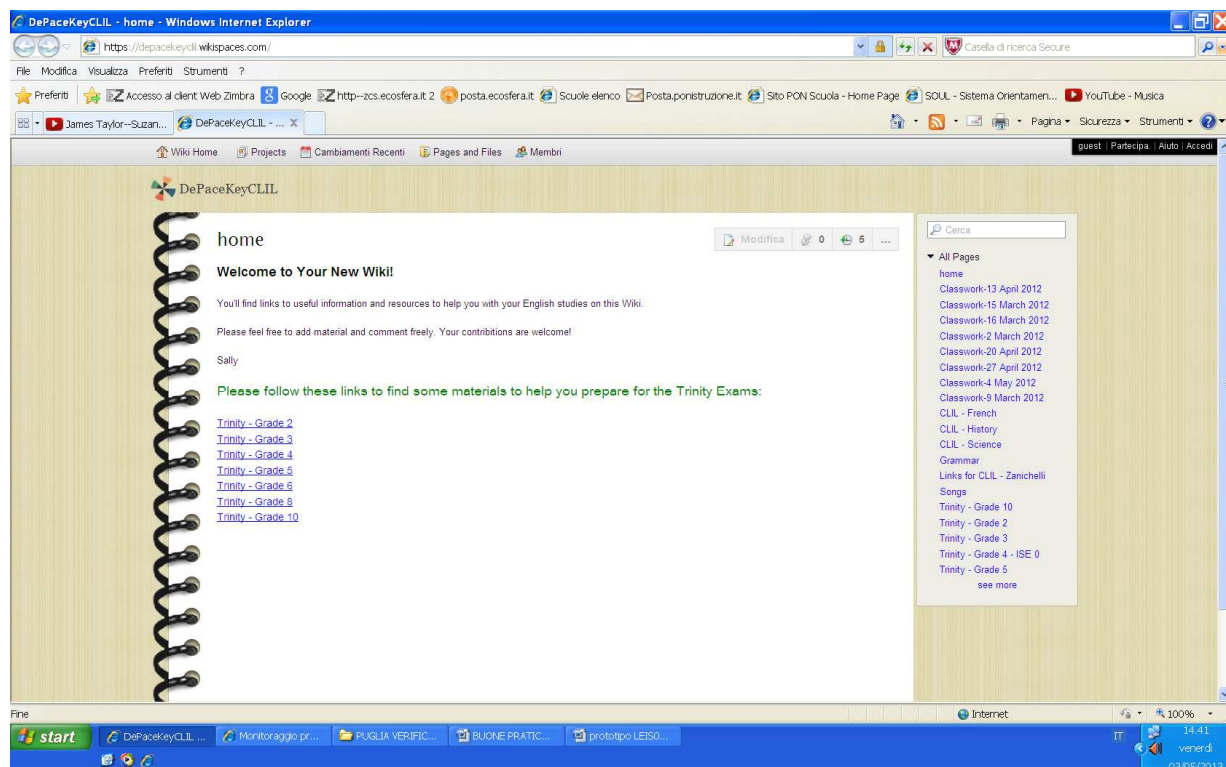 DePaceKeyCLIL - home - Windows Internet Explorer
https://depacekeyclil.wikispaces.com/
Casella di ricerca Secure
File Modifica Visualizza Preferiti Strumenti ?
Preferiti Accesso al client Web Zimbra Google http--zcs.ecosfera.it 2 posta.ecosfera.it Scuole elenco Posta.ponistruzione.it Sito PON Scuola - Home Page SOUL - Sistema Orientamen... YouTube - Musica
James Taylor--Suzan... DePaceKeyCLIL - ... X Pagina Sicurezza Strumenti
Wiki Home Projects Cambiamenti Recenti Pages and Files Membri
guest | Partecipa. | Aiuto | Accedi
DePaceKeyCLIL
home
Modifica 0 5 ...
Welcome to Your New Wiki!
You'll find links to useful information and resources to help you with your English studies on this Wiki.
Please feel free to add material and comment freely. Your contribitions are welcome!
Sally
Please follow these links to find some materials to help you prepare for the Trinity Exams:
Trinity - Grade 2
Trinity - Grade 3
Trinity - Grade 4
Trinity - Grade 5
Trinity - Grade 6
Trinity - Grade 8
Trinity - Grade 10
Cerca
All Pages
home
Classwork-13 April 2012
Classwork-15 March 2012
Classwork-16 March 2012
Classwork-2 March 2012
Classwork-20 April 2012
Classwork-27 April 2012
Classwork-4 May 2012
Classwork-9 March 2012
CLIL - French
CLIL - History
CLIL - Science
Grammar
Links for CLIL - Zanichelli
Songs
Trinity - Grade 10
Trinity - Grade 2
Trinity - Grade 3
Trinity - Grade 4 - ISE 0
Trinity - Grade 5
see more
Fine
Internet
100%
start
DePaceKeyCLIL ...
Monitoraggio pr...
PUGLIA VERIFIC...
BUONE PRATIC...
prototipo LEISO...
IT
14.41
venerdì